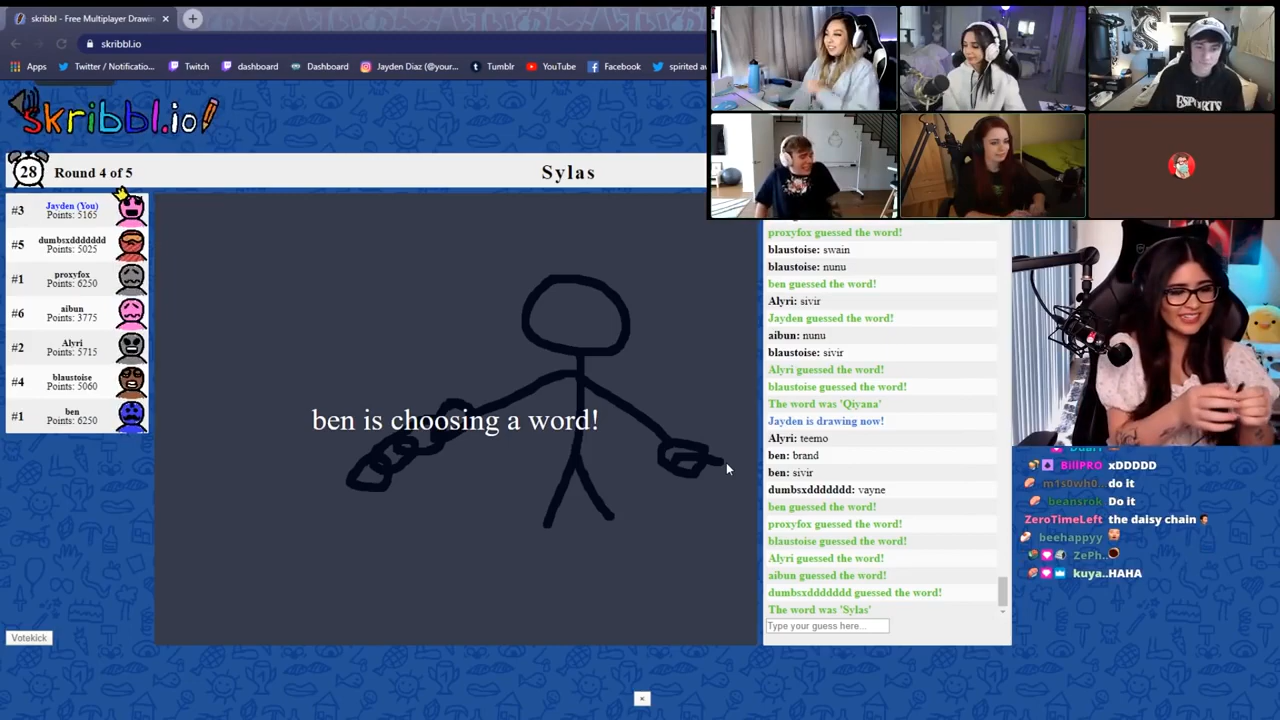 skribbl - Free Multiplayer Drawin
skribbl.io
Apps
Twitter / Notificatio...
Twitch
dashboard
Dashboard
Jayden Diaz (@your...
Tumblr
YouTube
Facebook
spirited av
skribbl.io!
28
Round 4 of 5
Sylas
ESPORTS
#3
Jayden (You)
Points: 5165
#5
dumbsxddddddd
Points: 5025
#1
proxyfox
Points: 6250
#6
aibun
Points: 3775
#2
Alyri
Points: 5715
#4
blaustoise
Points: 5060
#1
ben
Points: 6250
ben is choosing a word!
proxyfox guessed the word!
blaustoise: swain
blaustoise: nunu
ben guessed the word!
Alyri: sivir
Jayden guessed the word!
aibun: nunu
blaustoise: sivir
Alyri guessed the word!
blaustoise guessed the word!
The word was 'Qiyana'
Jayden is drawing now!
Alyri: teemo
ben: brand
ben: sivir
dumbsxddddddd: vayne
ben guessed the word!
proxyfox guessed the word!
blaustoise guessed the word!
Alyri guessed the word!
aibun guessed the word!
dumbsxddddddd guessed the word!
The word was 'Sylas'
Type your guess here...
BillPRO xDDDDD
m1s0wh0.. do it
beansrok Do it
ZeroTimeLeft the daisy chain
beehappyy
ZePh..
kuya.. HAHA
Votekick